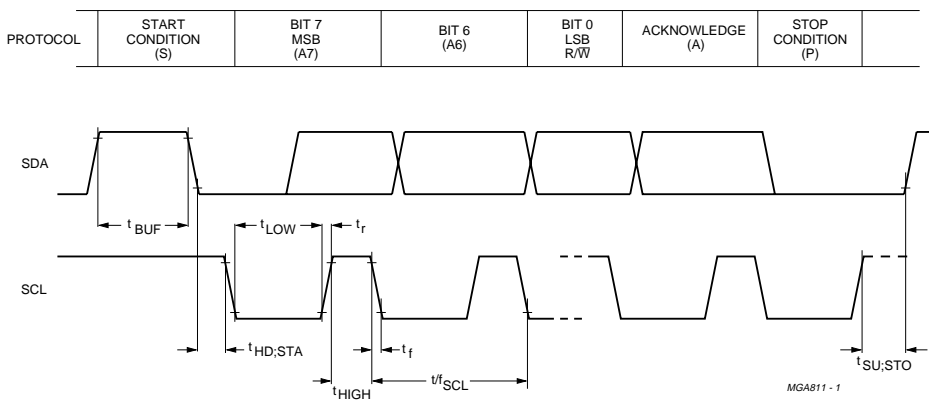 PROTOCOL
START
CONDITION
(S)
BIT 7
MSB
(A7)
BIT 6
(A6)
BIT 0
LSB
R/W̅
ACKNOWLEDGE
(A)
STOP
CONDITION
(P)
SDA
t BUF
t LOW
t r
SCL
t HD;STA
t f
t SU;STO
t HIGH
t/f SCL
MGA811 - 1